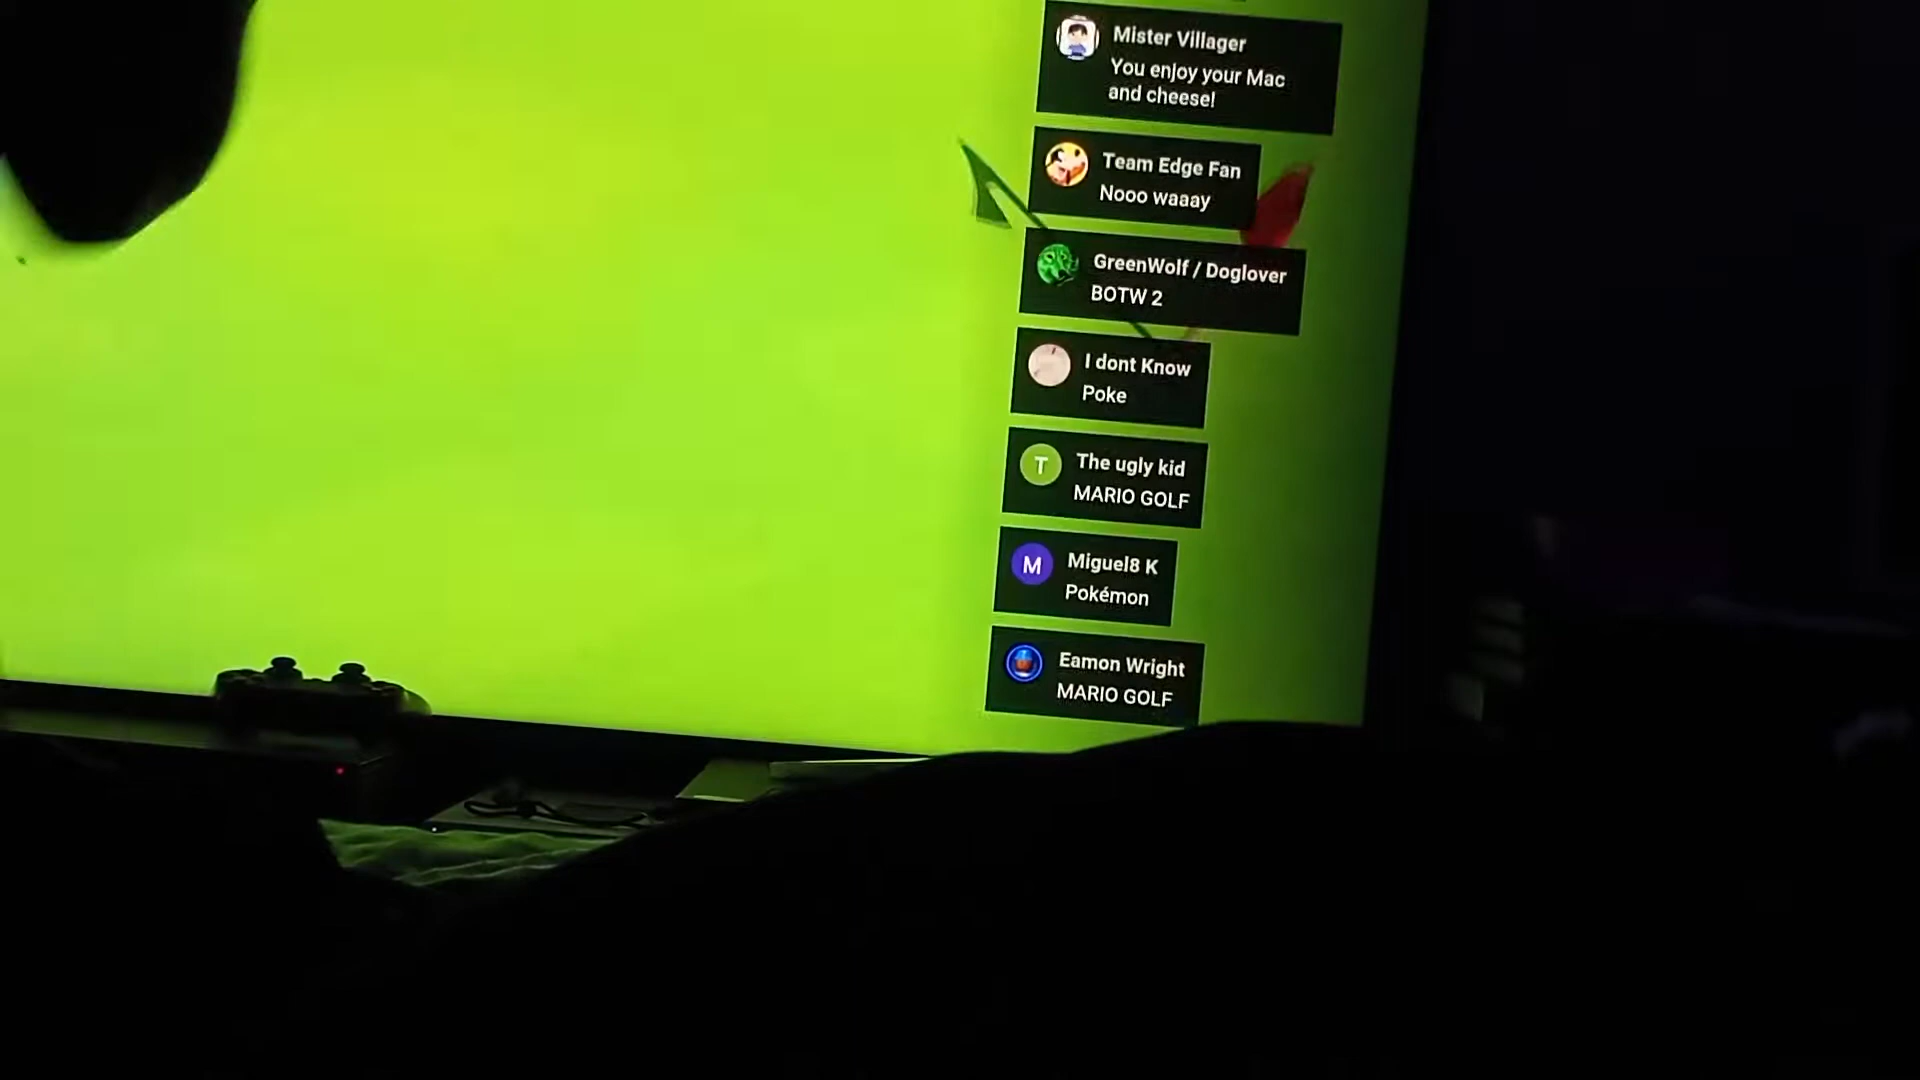 Mister Villager
You enjoy your Mac
and cheese!
Team Edge Fan
Nooo waaay
GreenWolf / Doglover
BOTW 2
I dont Know
Poke
T
The ugly kid
MARIO GOLF
M
Miguel8 K
Pokémon
Eamon Wright
MARIO GOLF